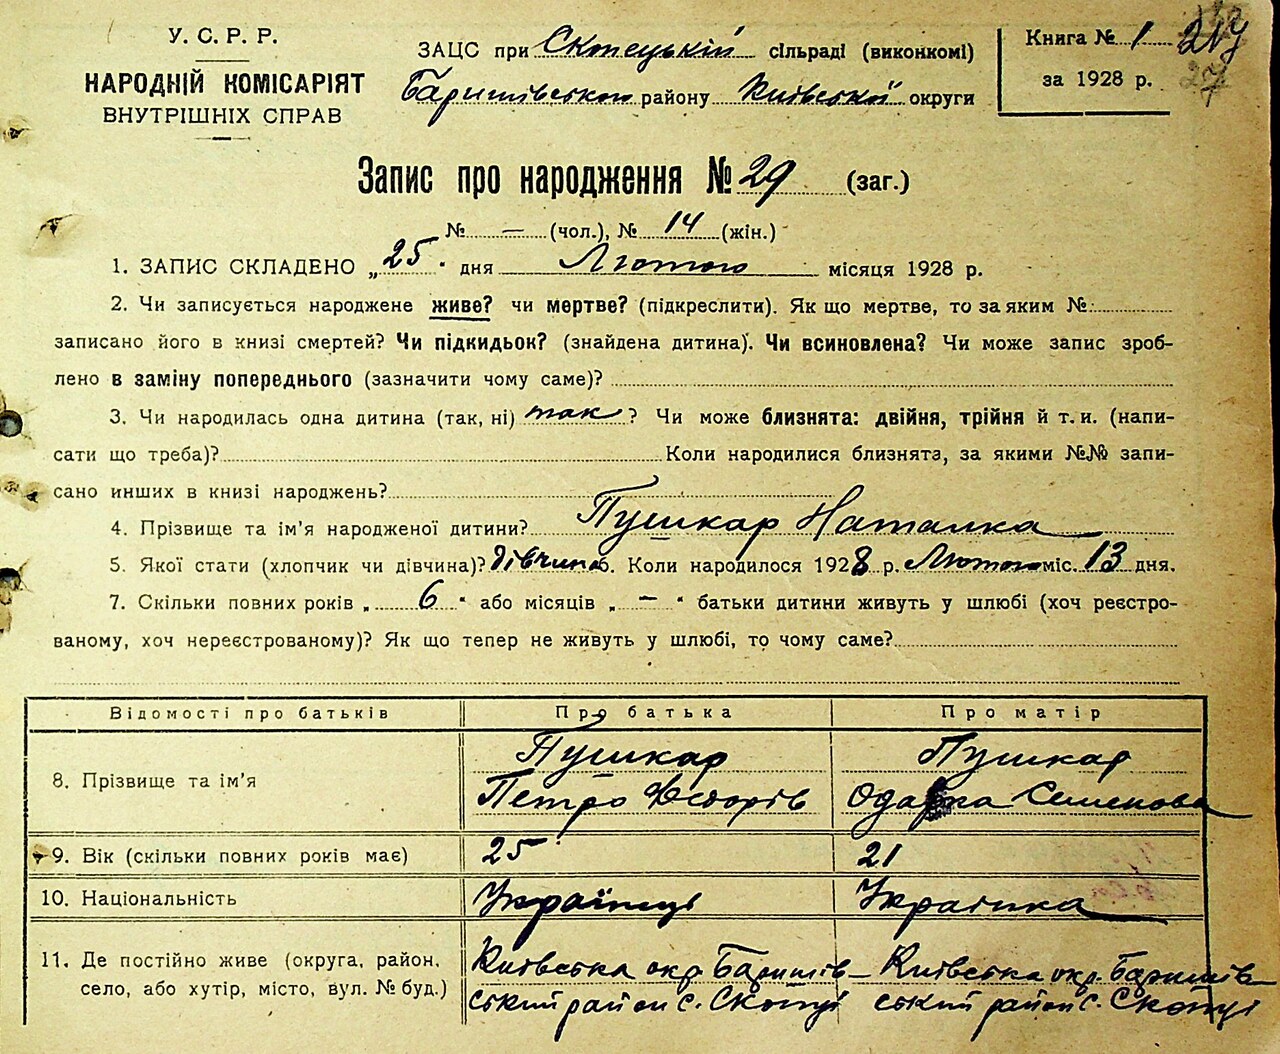 У. С. Р. Р.
НАРОДНІЙ КОМІСАРІЯТ
ВНУТРІШНІХ СПРАВ
ЗАЦС при Скопецькій сільраді (виконкомі)
Баришівського району Київської округи
Книга № 1
за 1928 р.
27
Запис про народження № 29 (заг.)
№ — (чол.), № 14 (жін.)
1. ЗАПИС СКЛАДЕНО „25" дня Лютого місяця 1928 р.
2. Чи записується народжене живе? чи мертве? (підкреслити). Як що мертве, то за яким №
записано його в книзі смертей? Чи підкидьок? (знайдена дитина). Чи всиновлена? Чи може запис зроб-
лено в заміну попереднього (зазначити чому саме)?
3. Чи народилась одна дитина (так, ні) так ? Чи може близнята: двійня, трійня й т. и. (напи-
сати що треба)? Коли народилися близнята, за якими №№ запи-
сано инших в книзі народжень?
4. Прізвище та ім'я народженої дитини? Пушкар Наталка
5. Якої стати (хлопчик чи дівчина)? дівчина 6. Коли народилося 1928 р. Лютого міс. 13 дня.
7. Скільки повних років „ 6 " або місяців „ — " батьки дитини живуть у шлюбі (хоч реєстро-
ваному, хоч нереєстрованому)? Як що тепер не живуть у шлюбі, то чому саме?
Відомості про батьків Про батька Про матір
8. Прізвище та ім'я
Пушкар
Петро
Пушкар
Одарка Семенова
9. Вік (скільки повних років має) 25 21
10. Національність Українець Українка
11. Де постійно живе (округа, район,
село, або хутір, місто, вул. № буд.)
Київська окр. Баришів-
ський район с. Скопці
Київська окр. Баришів
ський район с. Скопці